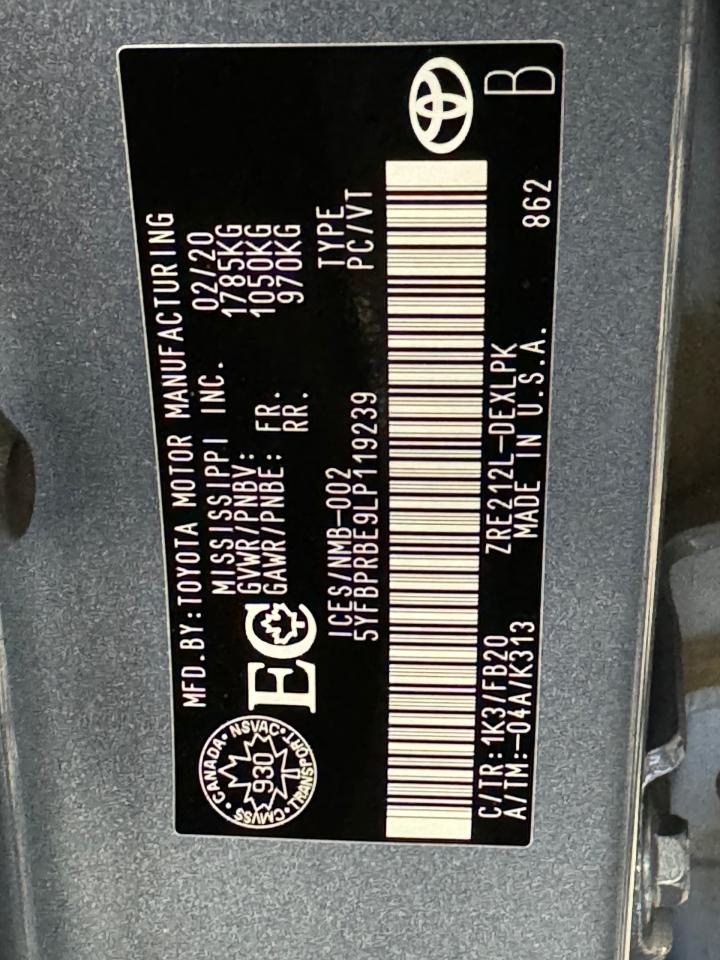 MFD.BY:TOYOTA MOTOR MANUFACTURING
MISSISSIPPI INC. 02/20
GVWR/PNBV: 1785KG
GAWR/PNBE: FR. 1050KG
RR. 970KG
CANADA • NSVAC • TRANSPORT • CMVSS •
930
EC
ICES/NMB-002 TYPE
5YFBPRBE9LP119239 PC/VT
C/TR:1K3/FB20 ZRE212L-DEXLPK
A/TM:-04A/K313 MADE IN U.S.A. 862
B